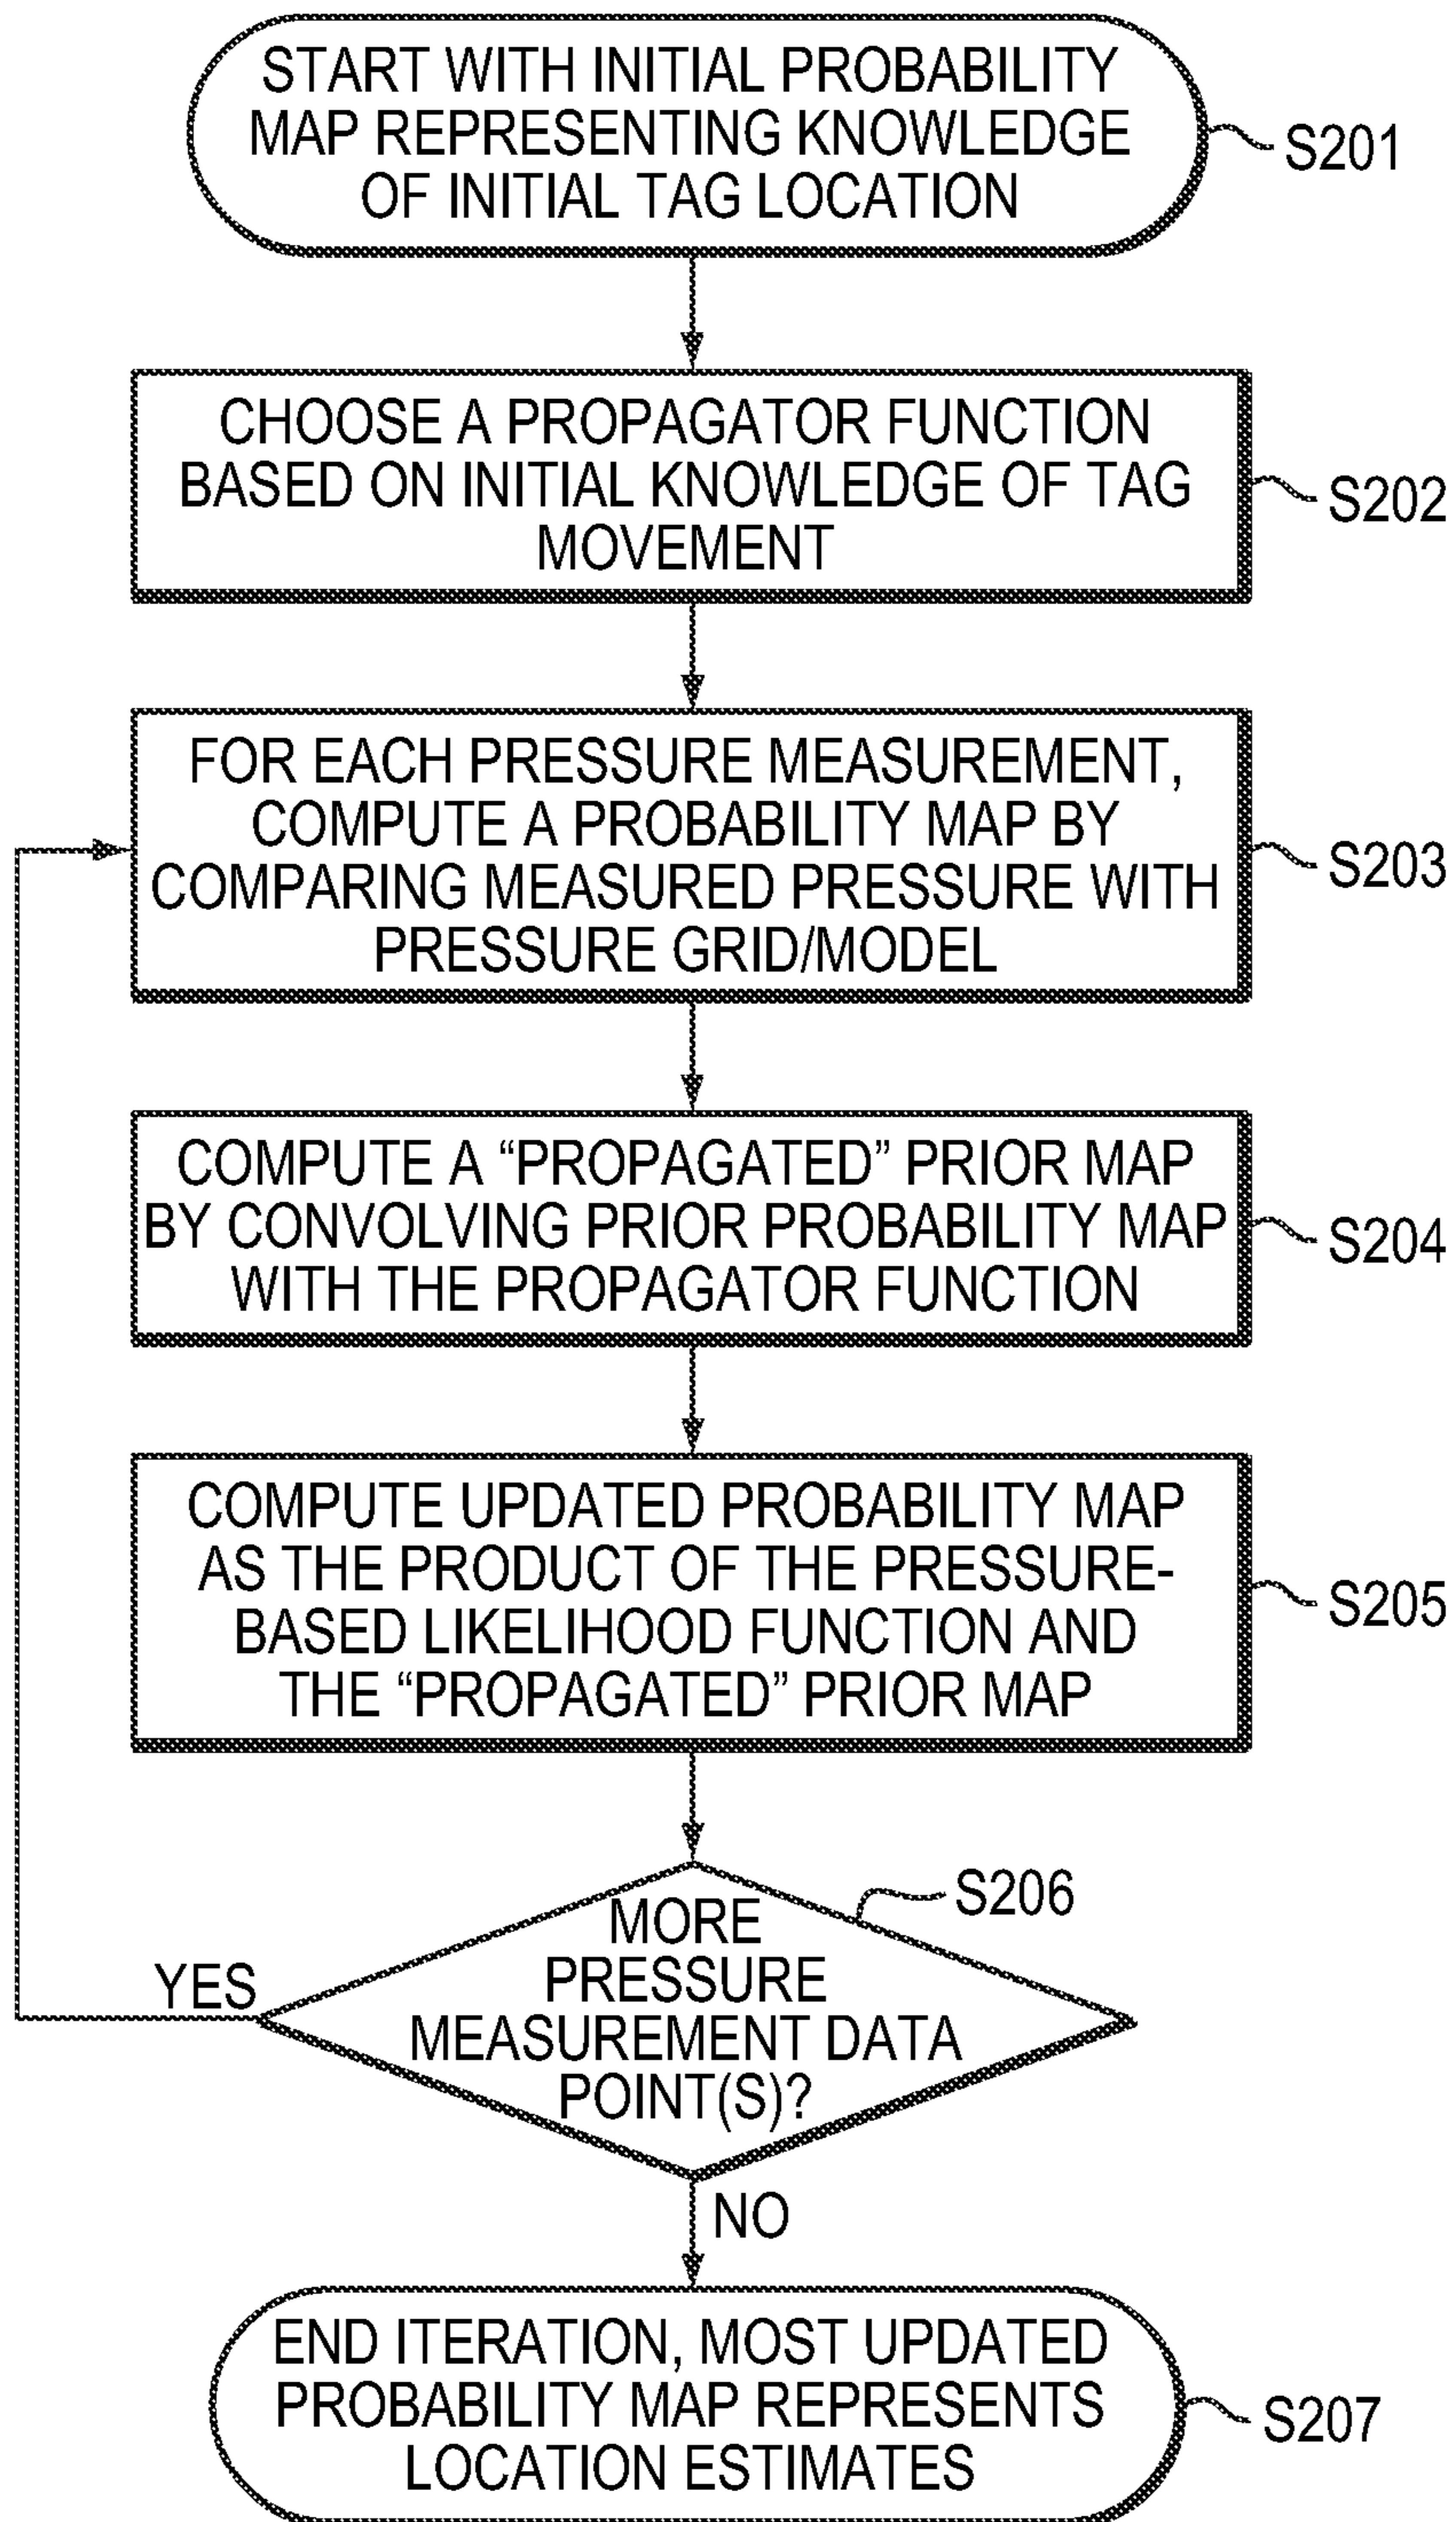 START WITH INITIAL PROBABILITY
MAP REPRESENTING KNOWLEDGE
OF INITIAL TAG LOCATION
S201
CHOOSE A PROPAGATOR FUNCTION
BASED ON INITIAL KNOWLEDGE OF TAG
MOVEMENT
S202
FOR EACH PRESSURE MEASUREMENT,
COMPUTE A PROBABILITY MAP BY
COMPARING MEASURED PRESSURE WITH
PRESSURE GRID/MODEL
S203
COMPUTE A “PROPAGATED” PRIOR MAP
BY CONVOLVING PRIOR PROBABILITY MAP
WITH THE PROPAGATOR FUNCTION
S204
COMPUTE UPDATED PROBABILITY MAP
AS THE PRODUCT OF THE PRESSURE-
BASED LIKELIHOOD FUNCTION AND
THE “PROPAGATED” PRIOR MAP
S205
S206
MORE
PRESSURE
MEASUREMENT DATA
POINT(S)?
YES
NO
END ITERATION, MOST UPDATED
PROBABILITY MAP REPRESENTS
LOCATION ESTIMATES
S207